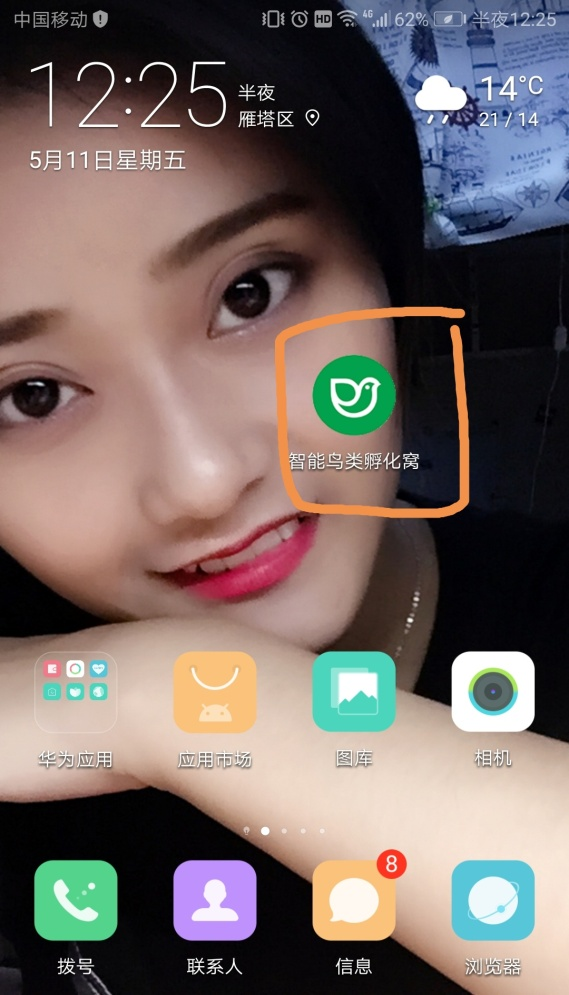 中国移动 HD 4G 62% 半夜12:25
12:25 半夜
雁塔区
14°C
21 / 14
5月11日星期五
智能鸟类孵化窝
华为应用 应用市场 图库 相机
8
拨号 联系人 信息 浏览器